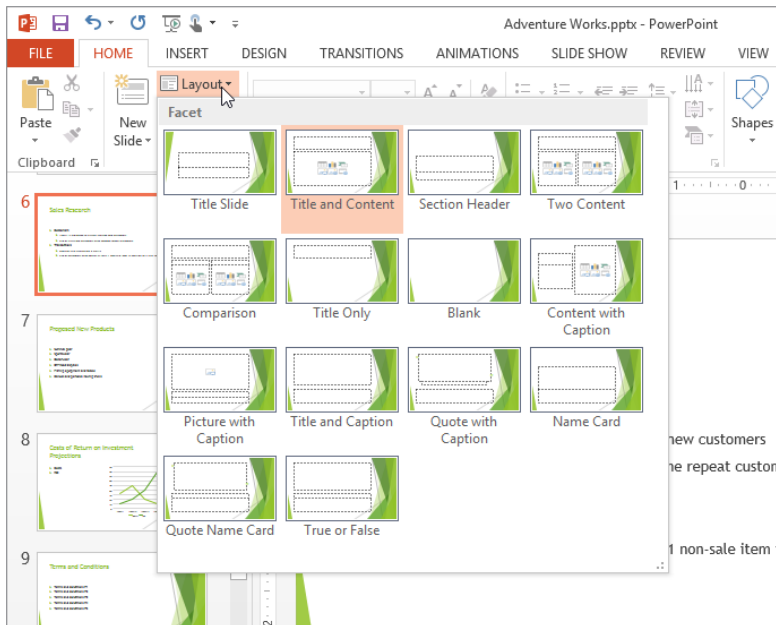 Adventure Works.pptx - PowerPoint
FILE HOME INSERT DESIGN TRANSITIONS ANIMATIONS SLIDE SHOW REVIEW VIEW
Layout
Paste
New
Slide
Shapes
Clipboard
Facet
Title Slide
Title and Content
Section Header
Two Content
Comparison
Title Only
Blank
Content with
Caption
Picture with
Caption
Title and Caption
Quote with
Caption
Name Card
Quote Name Card
True or False
6
Sales Research
7
Proposed New Products
8
Costs of Return on Investment
Projections
9
Terms and Conditions
1 0
new customers
repeat custom
1 non-sale item
2